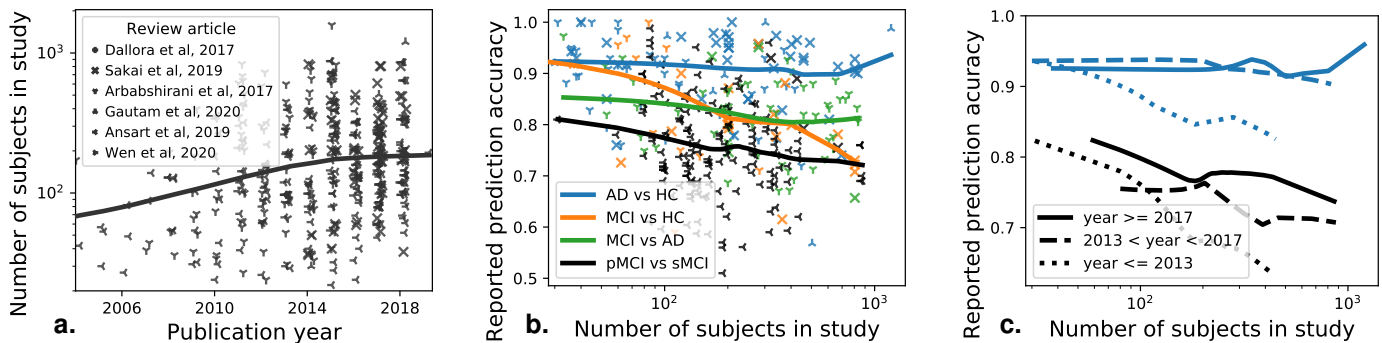 Number of subjects in study
10³
10²
Review article
Dallora et al, 2017
Sakai et al, 2019
Arbabshirani et al, 2017
Gautam et al, 2020
Ansart et al, 2019
Wen et al, 2020
2006
2010
2014
2018
Publication year
a.
Reported prediction accuracy
1.0
0.9
0.8
0.7
0.6
0.5
AD vs HC
MCI vs HC
MCI vs AD
pMCI vs sMCI
10²
10³
Number of subjects in study
b.
Reported prediction acuracy
1.0
0.9
0.8
0.7
year >= 2017
2013 < year < 2017
year <= 2013
10²
10³
Number of subjects in study
c.